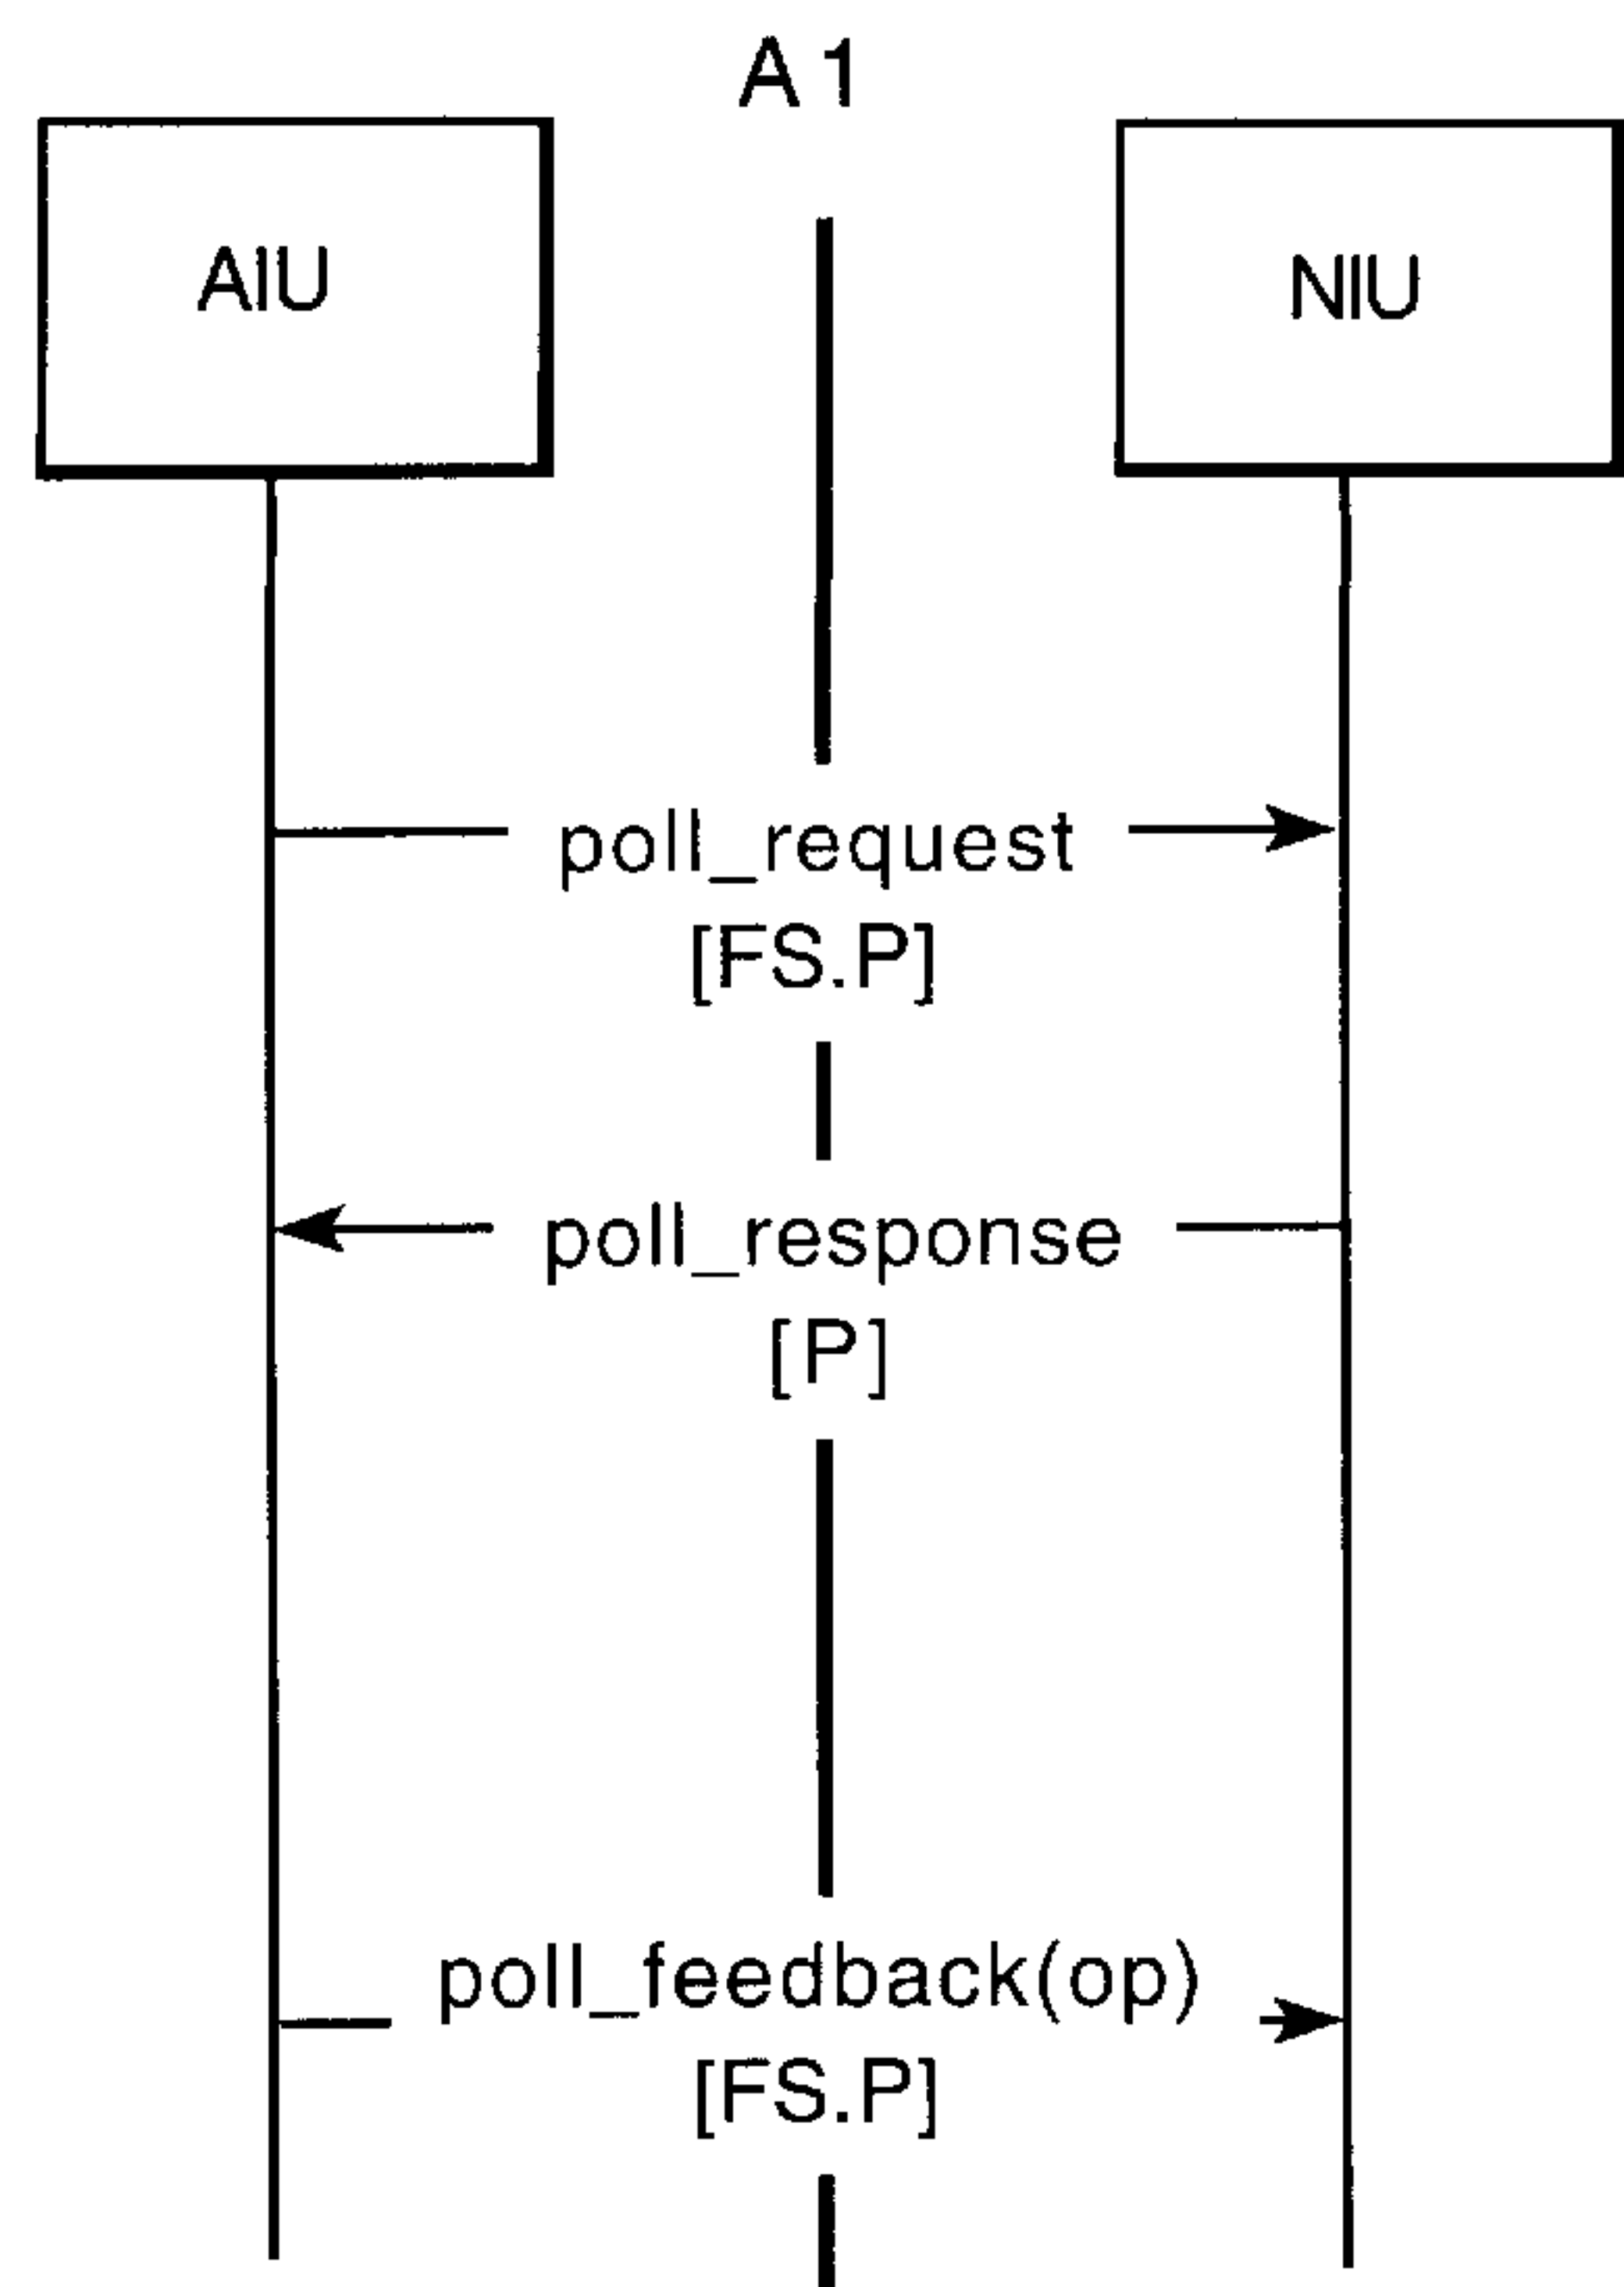 A1
AIU
NIU
poll_request
[FS.P]
poll_response
[P]
poll_feedback(op)
[FS.P]